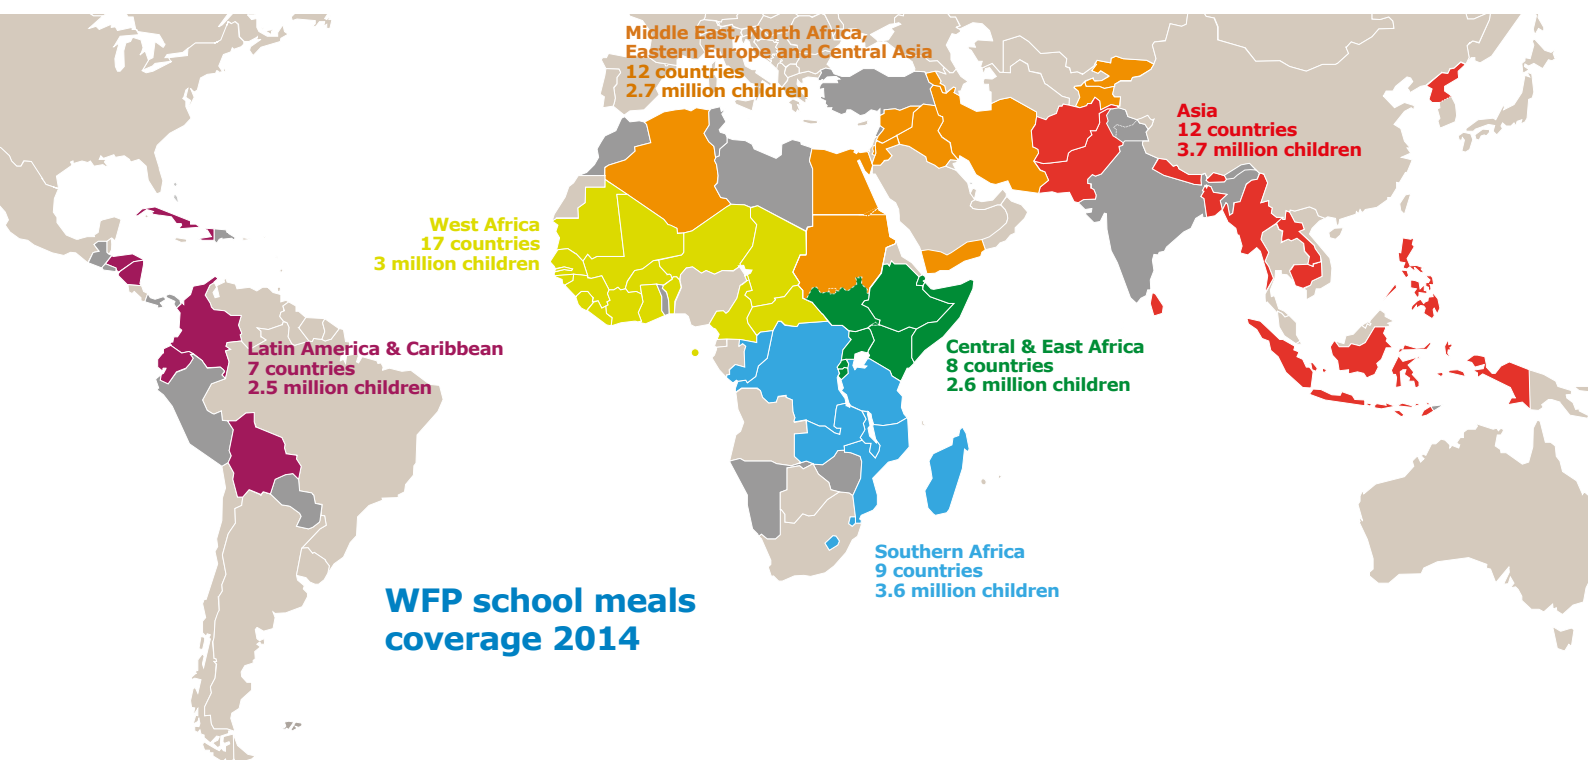 Middle East, North Africa,
Eastern Europe and Central Asia
12 countries
2.7 million children
Asia
12 countries
3.7 million children
West Africa
17 countries
3 million children
Latin America & Caribbean
7 countries
2.5 million children
Central & East Africa
8 countries
2.6 million children
Southern Africa
9 countries
3.6 million children
WFP school meals
coverage 2014